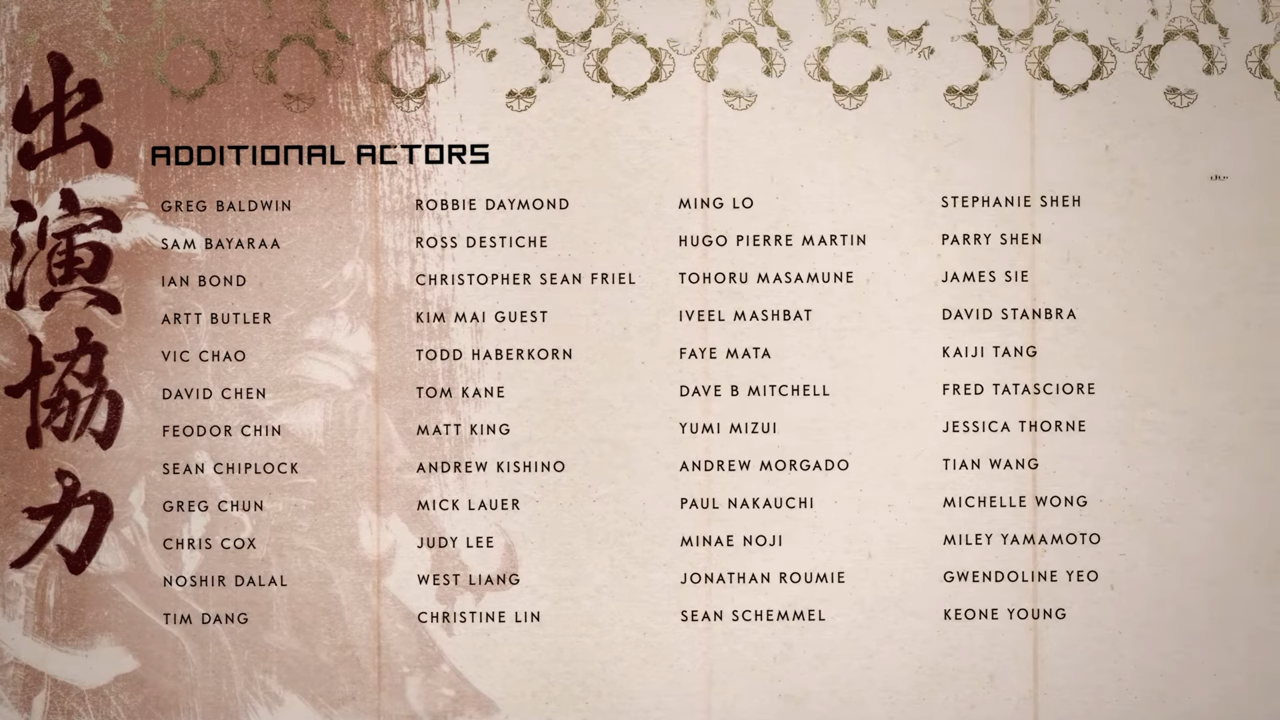 出演協力
ADDITIONAL ACTORS
GREG BALDWIN
SAM BAYARAA
IAN BOND
ARTT BUTLER
VIC CHAO
DAVID CHEN
FEODOR CHIN
SEAN CHIPLOCK
GREG CHUN
CHRIS COX
NOSHIR DALAL
TIM DANG
ROBBIE DAYMOND
ROSS DESTICHE
CHRISTOPHER SEAN FRIEL
KIM MAI GUEST
TODD HABERKORN
TOM KANE
MATT KING
ANDREW KISHINO
MICK LAUER
JUDY LEE
WEST LIANG
CHRISTINE LIN
MING LO
HUGO PIERRE MARTIN
TOHORU MASAMUNE
IVEEL MASHBAT
FAYE MATA
DAVE B MITCHELL
YUMI MIZUI
ANDREW MORGADO
PAUL NAKAUCHI
MINAE NOJI
JONATHAN ROUMIE
SEAN SCHEMMEL
STEPHANIE SHEH
PARRY SHEN
JAMES SIE
DAVID STANBRA
KAIJI TANG
FRED TATASCIORE
JESSICA THORNE
TIAN WANG
MICHELLE WONG
MILEY YAMAMOTO
GWENDOLINE YEO
KEONE YOUNG